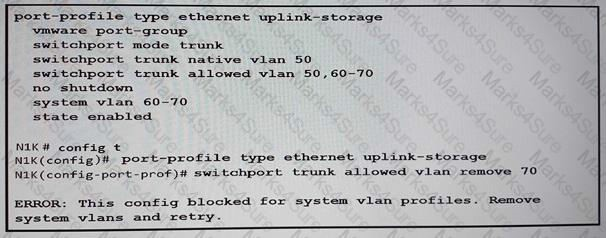 port-profile type ethernet uplink-storage
vmware port-group
switchport mode trunk
switchport trunk native vlan 50
switchport trunk allowed vlan 50,60-70
no shutdown
system vlan 60-70
state enabled
N1K # config t
N1K(config)# port-profile type ethernet uplink-storage
N1K(config-port-prof)# switchport trunk allowed vlan remove 70
ERROR: This config blocked for system vlan profiles. Remove
system vlans and retry.
Marks4Sure